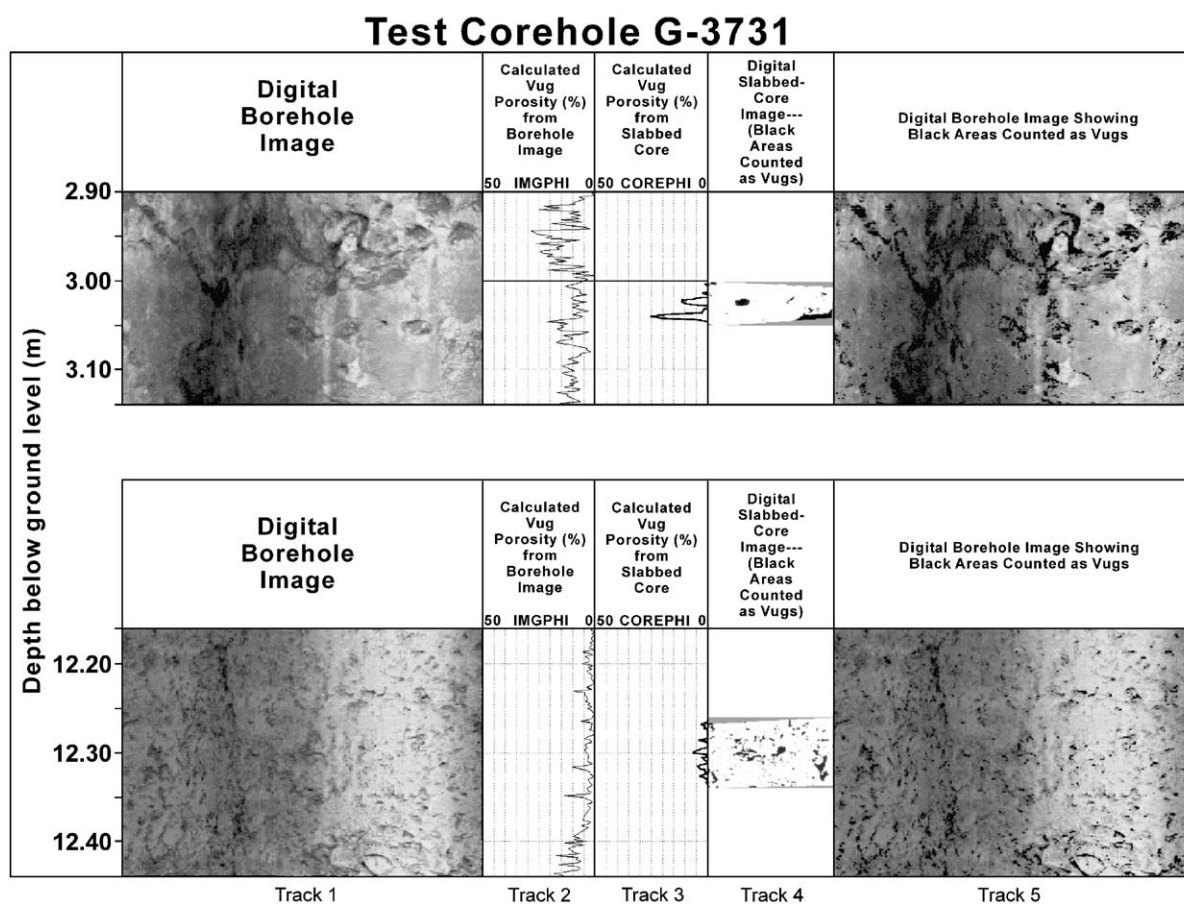 Test Corehole G-3731
Depth below ground level (m)
Digital
Borehole
Image
Calculated
Vug
Porosity (%)
from
Borehole
Image
50 IMGPHI 0
Calculated
Vug
Porosity (%)
from
Slabbed
Core
50 COREPHI 0
Digital
Slabbed-
Core
Image---
(Black
Areas
Counted
as Vugs)
Digital Borehole Image Showing
Black Areas Counted as Vugs
2.90
3.00
3.10
Digital
Borehole
Image
Calculated
Vug
Porosity (%)
from
Borehole
Image
50 IMGPHI 0
Calculated
Vug
Porosity (%)
from
Slabbed
Core
50 COREPHI 0
Digital
Slabbed-
Core
Image---
(Black
Areas
Counted
as Vugs)
Digital Borehole Image Showing
Black Areas Counted as Vugs
12.20
12.30
12.40
Track 1 Track 2 Track 3 Track 4 Track 5